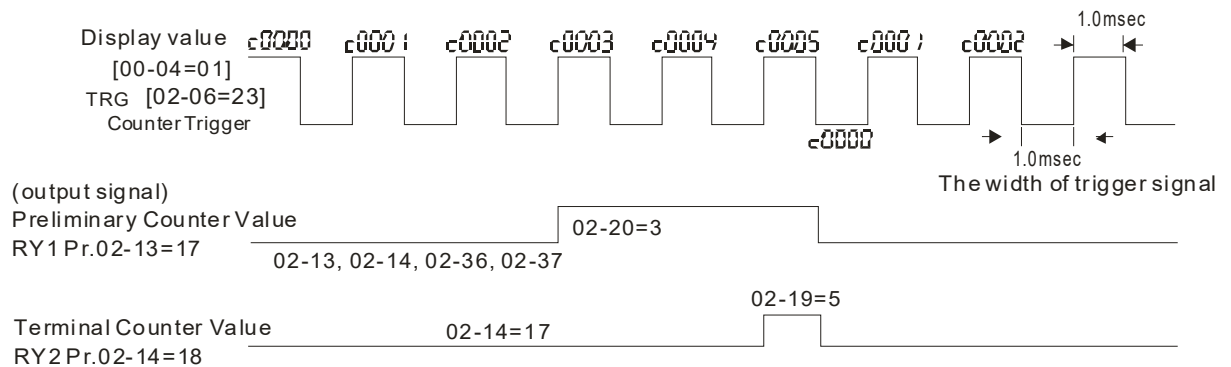 1.0msec
Display value c0000 c0001 c0002 c0003 c0004 c0005 c0001 c0002
[00-04=01]
TRG [02-06=23]
Counter Trigger
c0000
1.0msec
The width of trigger signal
(output signal)
Preliminary Counter Value
02-20=3
RY1 Pr.02-13=17
02-13, 02-14, 02-36, 02-37
02-19=5
Terminal Counter Value
02-14=17
RY2 Pr.02-14=18